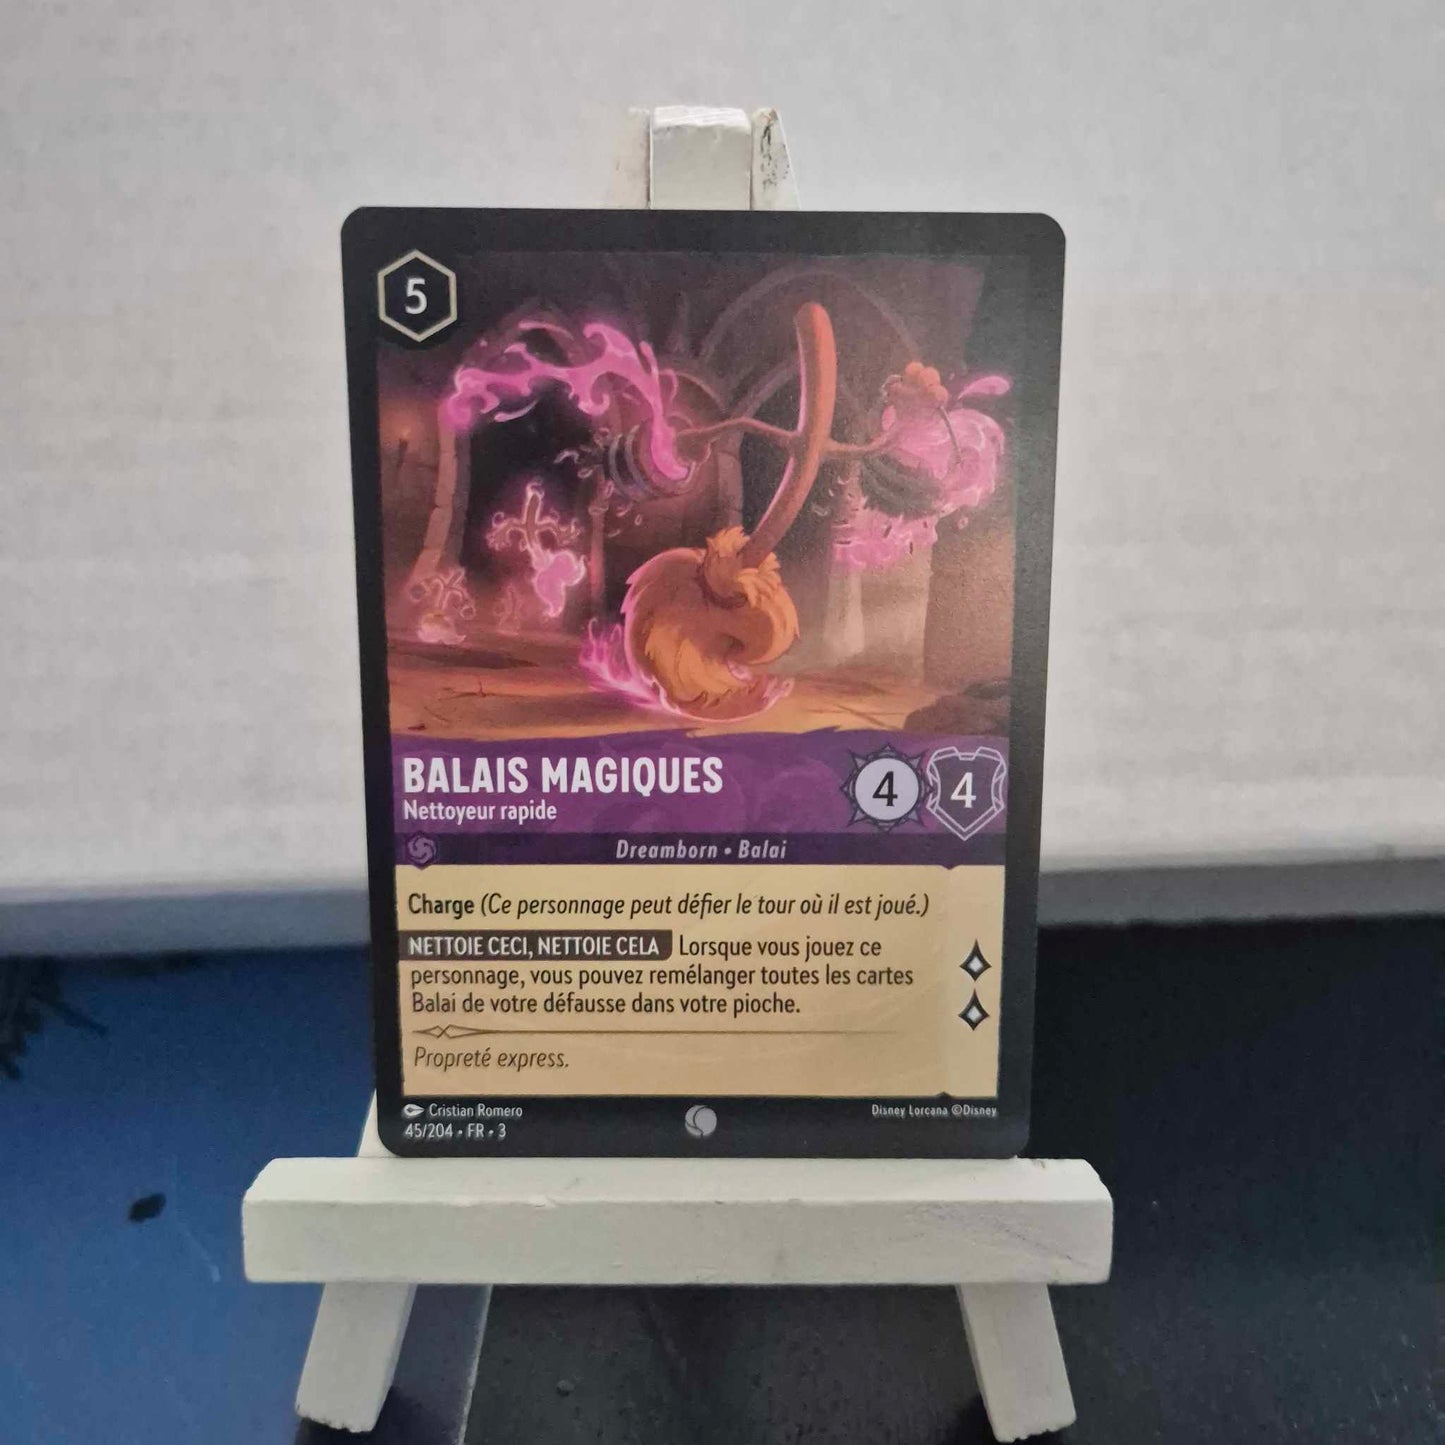 5
BALAIS MAGIQUES
Nettoyeur rapide
4
4
Dreamborn • Balai
Charge (Ce personnage peut défier le tour où il est joué.)
NETTOIE CECI, NETTOIE CELA Lorsque vous jouez ce
personnage, vous pouvez remélanger toutes les cartes
Balai de votre défausse dans votre pioche.
Propreté express.
Cristian Romero
Disney Lorcana ©Disney
45/204 • FR • 3